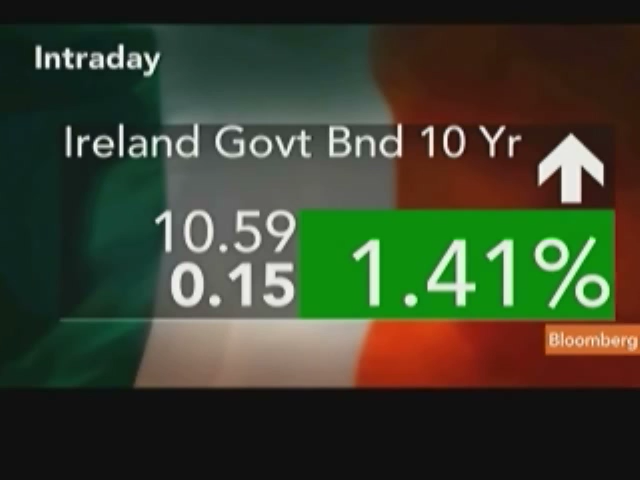 Intraday
Ireland Govt Bnd 10 Yr
10.59
0.15
1.41%
Bloomberg